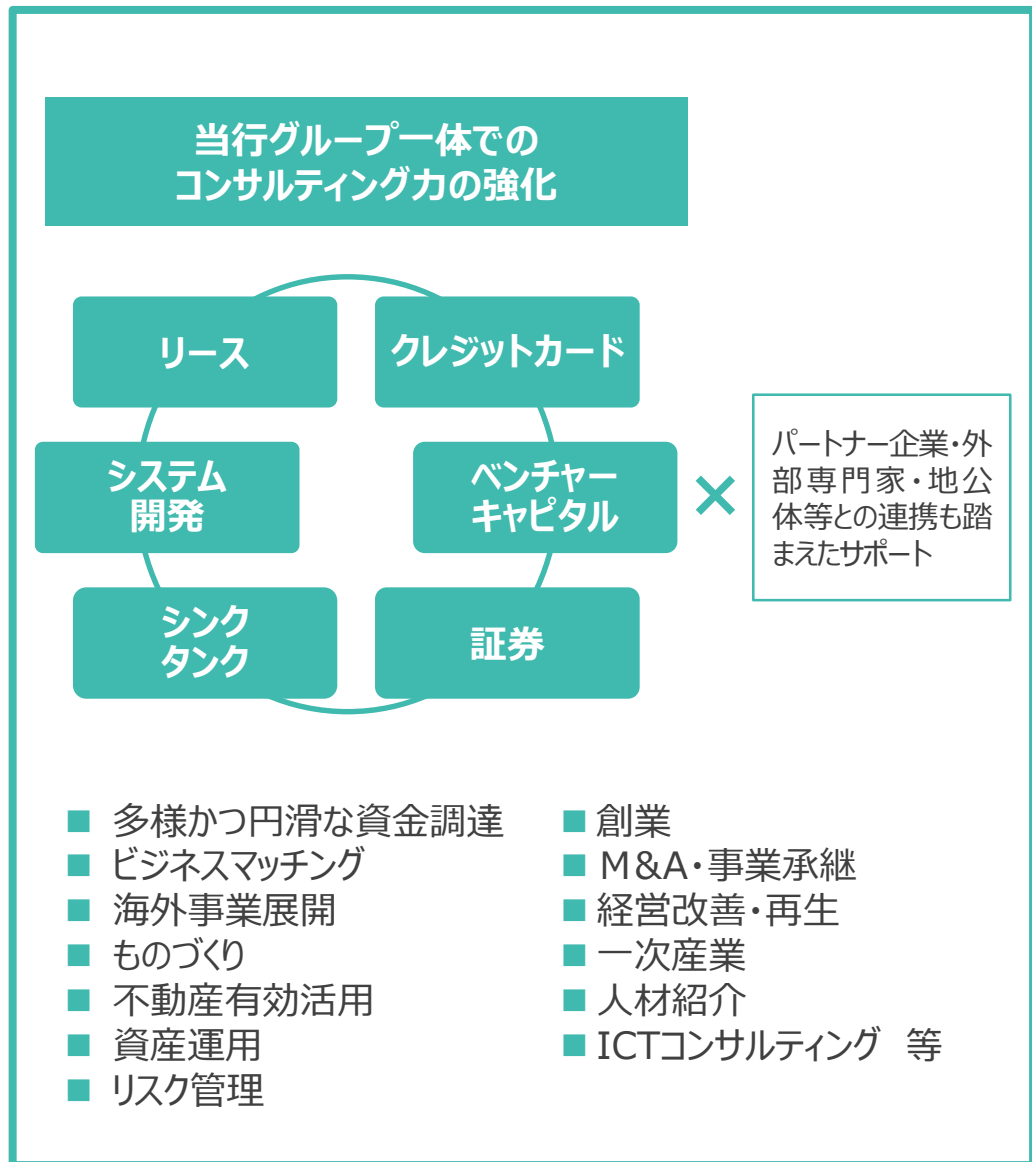 当行グループ一体での
コンサルティング力の強化
リース
クレジットカード
システム
開発
ベンチャー
キャピタル
シンク
タンク
証券
×
パートナー企業・外
部専門家・地公
体等との連携も踏
まえたサポート
■ 多様かつ円滑な資金調達
■ ビジネスマッチング
■ 海外事業展開
■ ものづくり
■ 不動産有効活用
■ 資産運用
■ リスク管理
■ 創業
■ M&A・事業承継
■ 経営改善・再生
■ 一次産業
■ 人材紹介
■ ICTコンサルティング 等